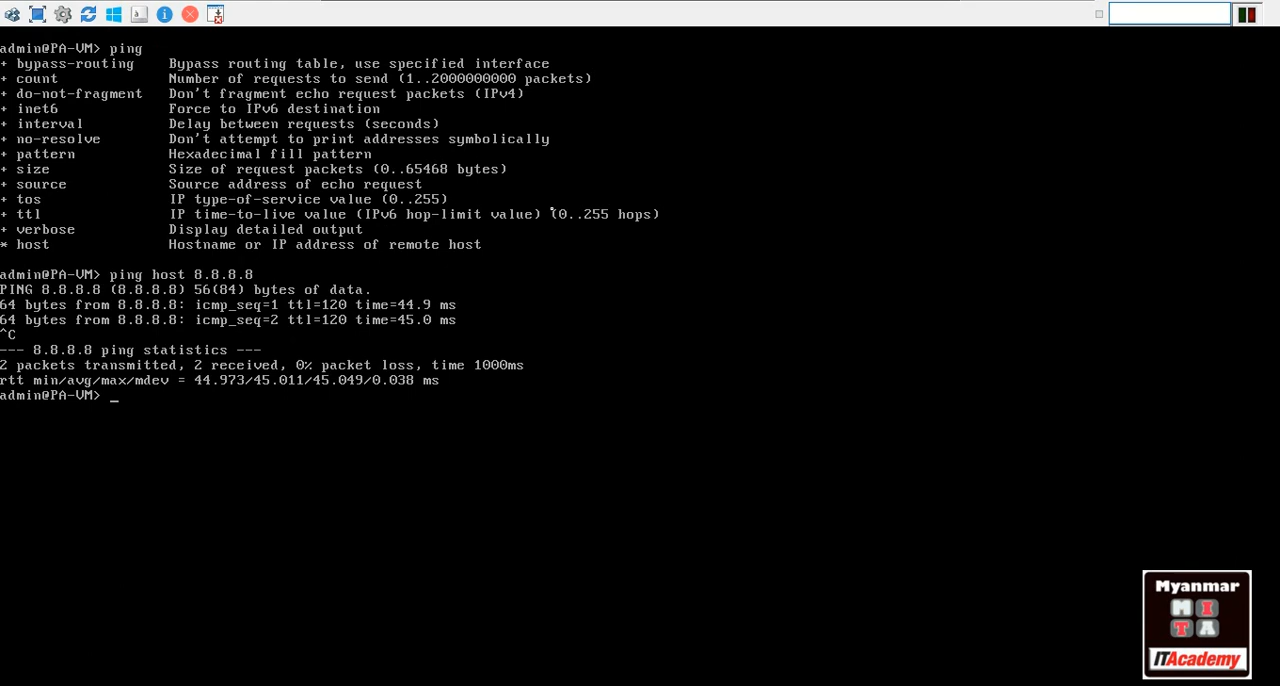 admin@PA-VM> ping
+ bypass-routing    Bypass routing table, use specified interface
+ count             Number of requests to send (1..2000000000 packets)
+ do-not-fragment   Don't fragment echo request packets (IPv4)
+ inet6             Force to IPv6 destination
+ interval          Delay between requests (seconds)
+ no-resolve        Don't attempt to print addresses symbolically
+ pattern           Hexadecimal fill pattern
+ size              Size of request packets (0..65468 bytes)
+ source            Source address of echo request
+ tos               IP type-of-service value (0..255)
+ ttl               IP time-to-live value (IPv6 hop-limit value) (0..255 hops)
+ verbose           Display detailed output
* host              Hostname or IP address of remote host
admin@PA-VM> ping host 8.8.8.8
PING 8.8.8.8 (8.8.8.8) 56(84) bytes of data.
64 bytes from 8.8.8.8: icmp_seq=1 ttl=120 time=44.9 ms
64 bytes from 8.8.8.8: icmp_seq=2 ttl=120 time=45.0 ms
^C
--- 8.8.8.8 ping statistics ---
2 packets transmitted, 2 received, 0% packet loss, time 1000ms
rtt min/avg/max/mdev = 44.973/45.011/45.049/0.038 ms
admin@PA-VM> _
Myanmar
M I
T A
ITAcademy